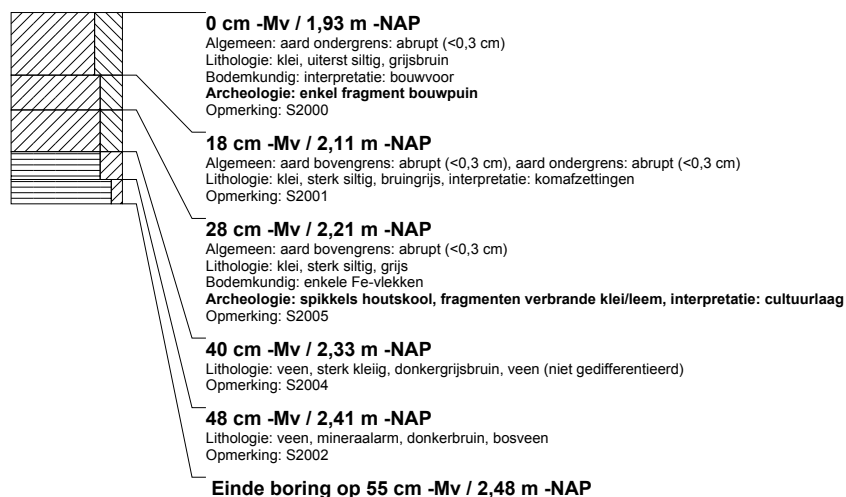 0 cm -Mv / 1,93 m -NAP
Algemeen: aard ondergrens: abrupt (<0,3 cm)
Lithologie: klei, uiterst siltig, grijsbruin
Bodemkundig: interpretatie: bouwvoor
Archeologie: enkel fragment bouwpuin
Opmerking: S2000
18 cm -Mv / 2,11 m -NAP
Algemeen: aard bovengrens: abrupt (<0,3 cm), aard ondergrens: abrupt (<0,3 cm)
Lithologie: klei, sterk siltig, bruingrijs, interpretatie: komafzettingen
Opmerking: S2001
28 cm -Mv / 2,21 m -NAP
Algemeen: aard bovengrens: abrupt (<0,3 cm)
Lithologie: klei, sterk siltig, grijs
Bodemkundig: enkele Fe-vlekken
Archeologie: spikkels houtskool, fragmenten verbrande klei/leem, interpretatie: cultuurlaag
Opmerking: S2005
40 cm -Mv / 2,33 m -NAP
Lithologie: veen, sterk kleiig, donkergrijsbruin, veen (niet gedifferentieerd)
Opmerking: S2004
48 cm -Mv / 2,41 m -NAP
Lithologie: veen, mineraalarm, donkerbruin, bosveen
Opmerking: S2002
Einde boring op 55 cm -Mv / 2,48 m -NAP